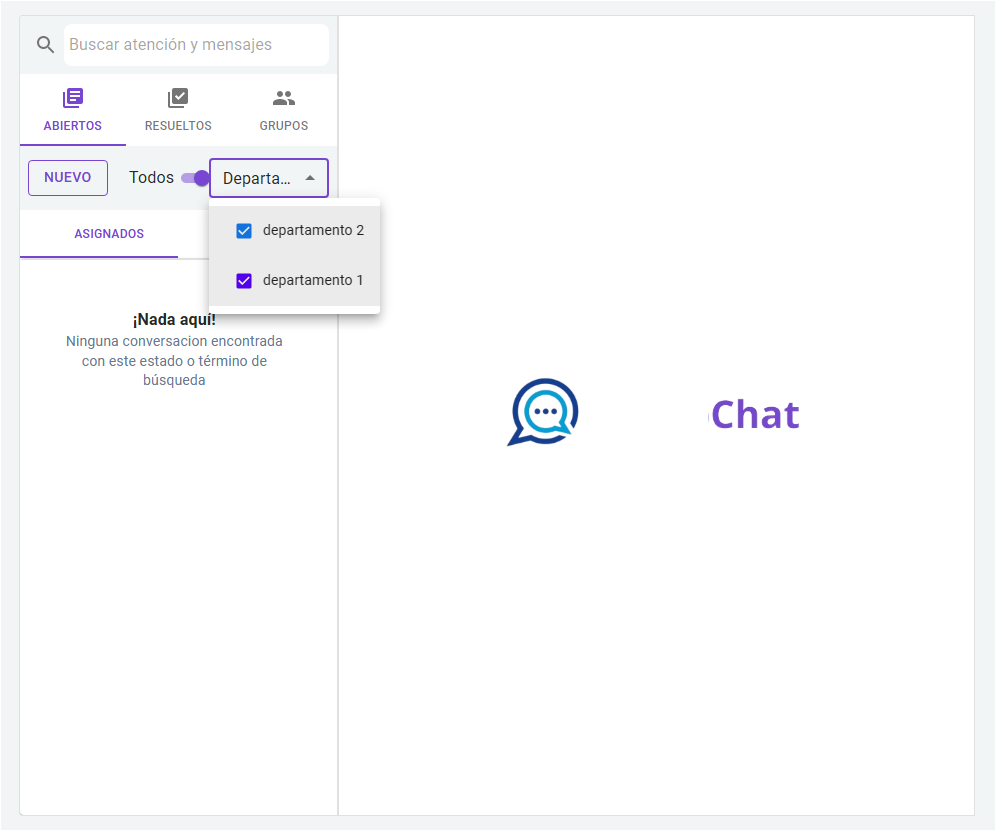 Buscar atención y mensajes
ABIERTOS
RESUELTOS
GRUPOS
NUEVO
Todos
Departa...
departamento 2
departamento 1
ASIGNADOS
¡Nada aquí!
Ninguna conversacion encontrada
con este estado o término de
búsqueda
Chat